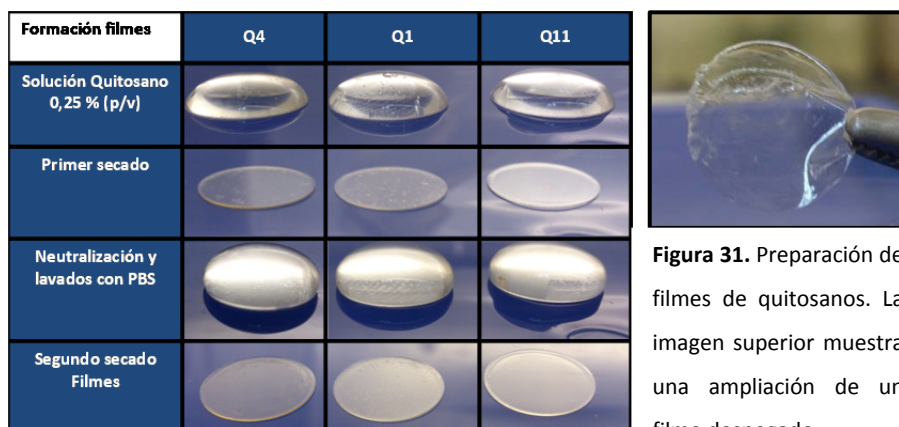 Formación filmes
Q4
Q1
Q11
Solución Quitosano
0,25 % (p/v)
Primer secado
Neutralización y
lavados con PBS
Segundo secado
Filmes
Figura 31. Preparación de
filmes de quitosanos. La
imagen superior muestra
una ampliación de un